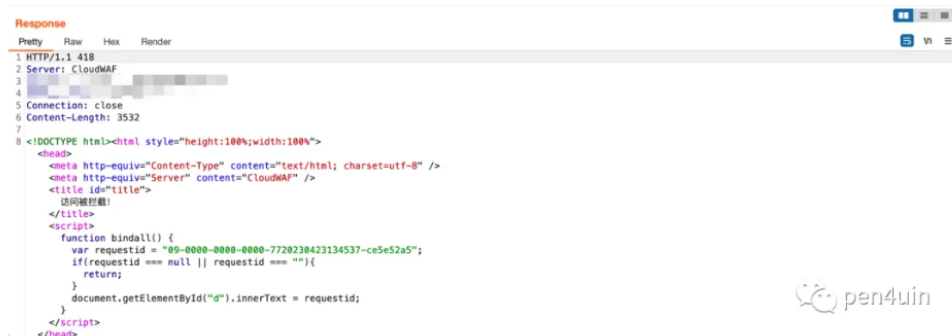 Response
Pretty Raw Hex Render
\n
1 HTTP/1.1 418
2 Server: CloudWAF
3
4
5 Connection: close
6 Content-Length: 3532
7
8 <!DOCTYPE html><html style="height:100%;width:100%">
<head>
<meta http-equiv="Content-Type" content="text/html; charset=utf-8" />
<meta http-equiv="Server" content="CloudWAF" />
<title id="title">
访问被拦截!
</title>
<script>
function bindall() {
var requestid = "09-0000-0000-0000-7720230423134537-ce5e52a5";
if(requestid === null || requestid === ""){
return;
}
document.getElementById("d").innerText = requestid;
}
</script>
</head>
pen4uin